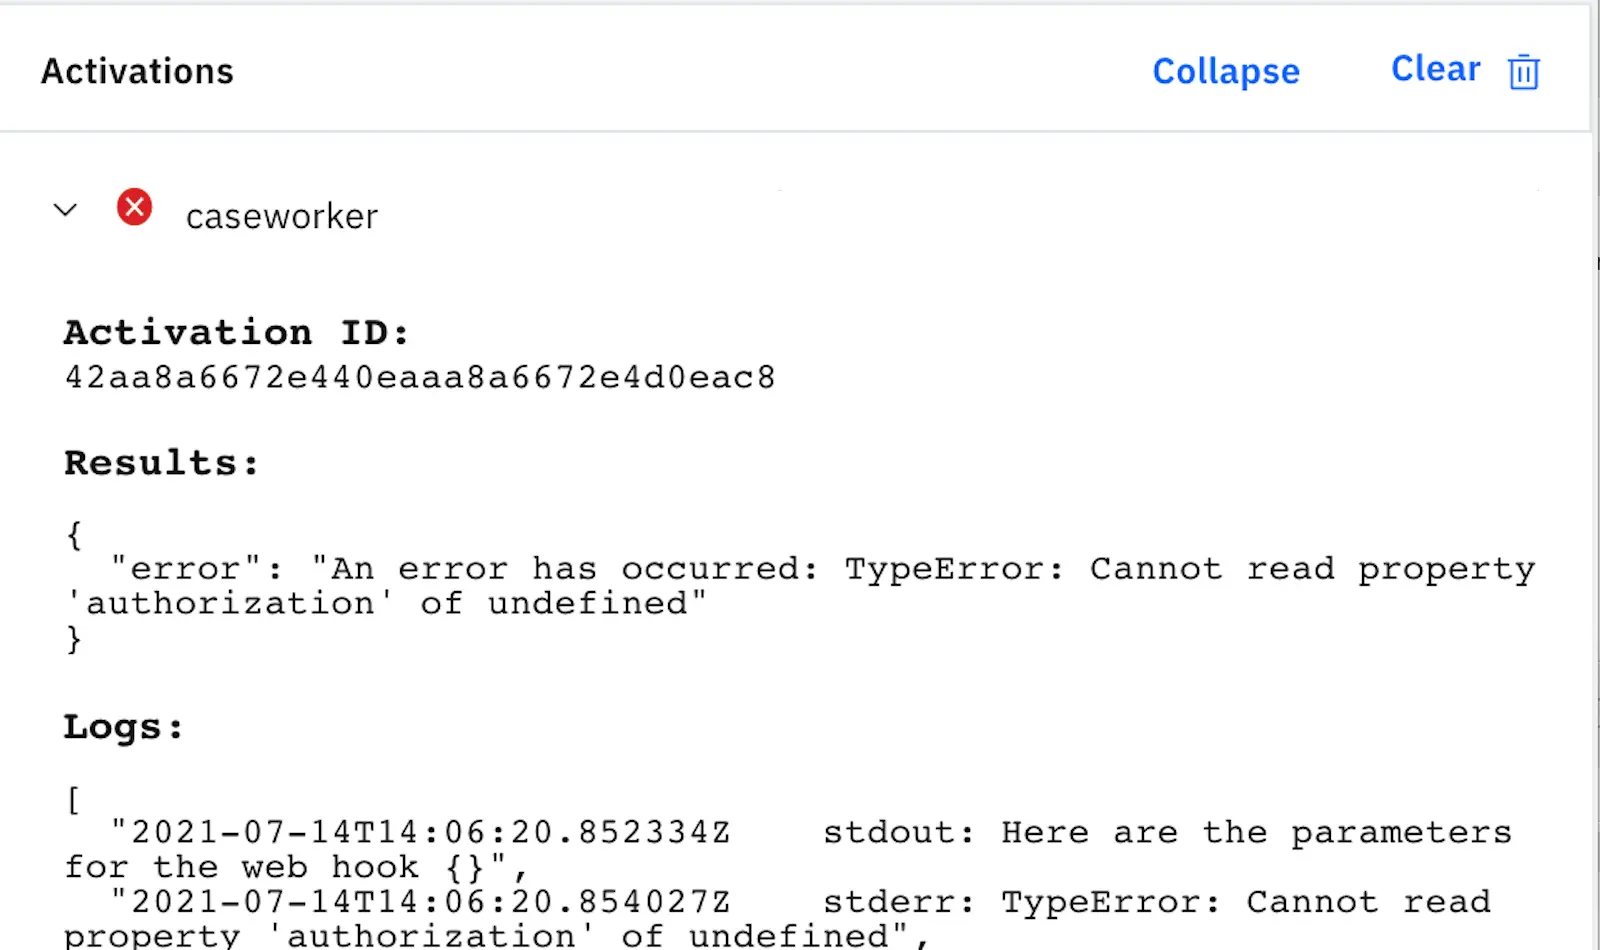 Activations Collapse Clear
caseworker
Activation ID:
42aa8a6672e440eaaa8a6672e4d0eac8
Results:
{
"error": "An error has occurred: TypeError: Cannot read property
'authorization' of undefined"
}
Logs:
[
"2021-07-14T14:06:20.852334Z    stdout: Here are the parameters
for the web hook {}",
"2021-07-14T14:06:20.854027Z    stderr: TypeError: Cannot read
property 'authorization' of undefined",